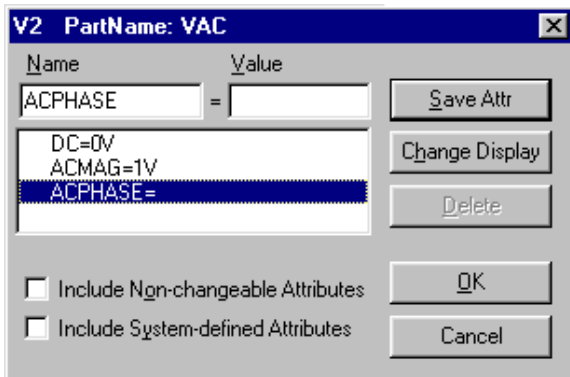 V2 PartName: VAC
Name Value
ACPHASE =
Save Attr
DC=0V
ACMAG=1V
ACPHASE=
Change Display
Delete
Include Non-changeable Attributes
Include System-defined Attributes
OK
Cancel